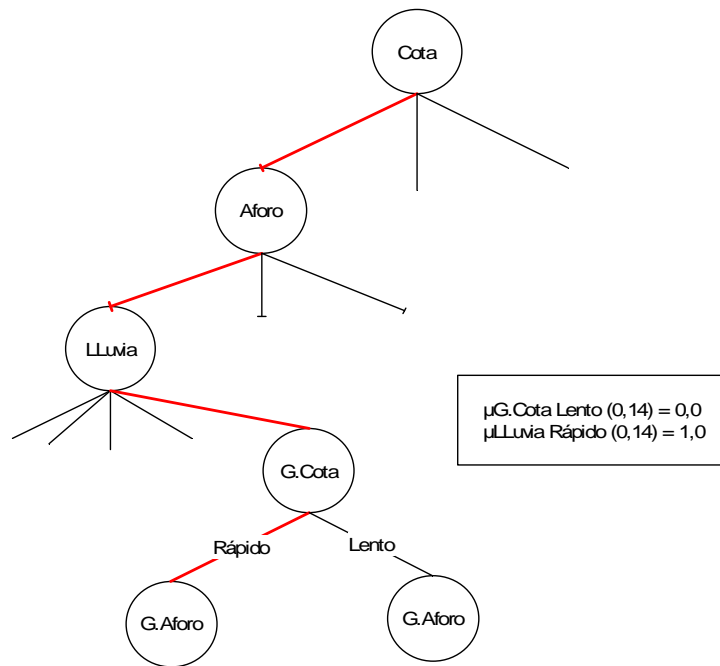 Cota
Aforo
LLuvia
µG.Cota Lento (0,14) = 0,0
µLLuvia Rápido (0,14) = 1,0
G.Cota
Rápido
Lento
G.Aforo
G.Aforo